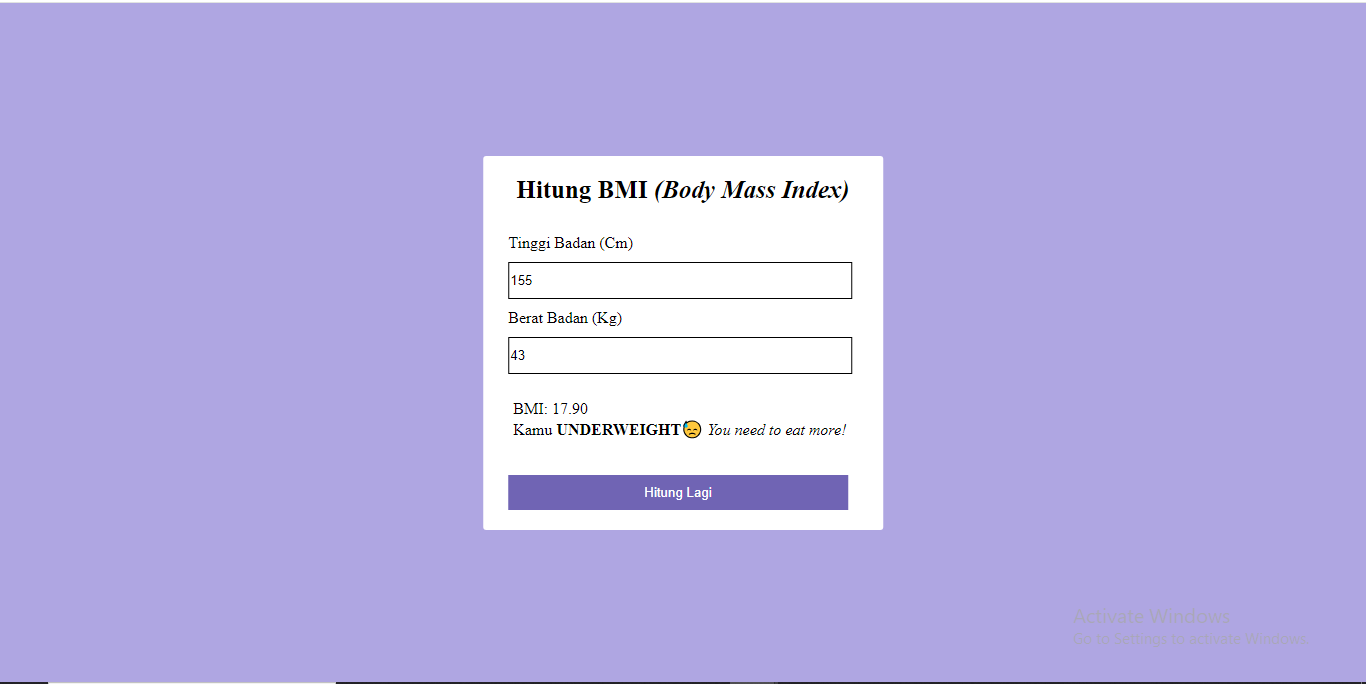 Hitung BMI (Body Mass Index)
Tinggi Badan (Cm)
155
Berat Badan (Kg)
43
BMI: 17.90
Kamu UNDERWEIGHT😓 You need to eat more!
Hitung Lagi
Activate Windows
Go to Settings to activate Windows.